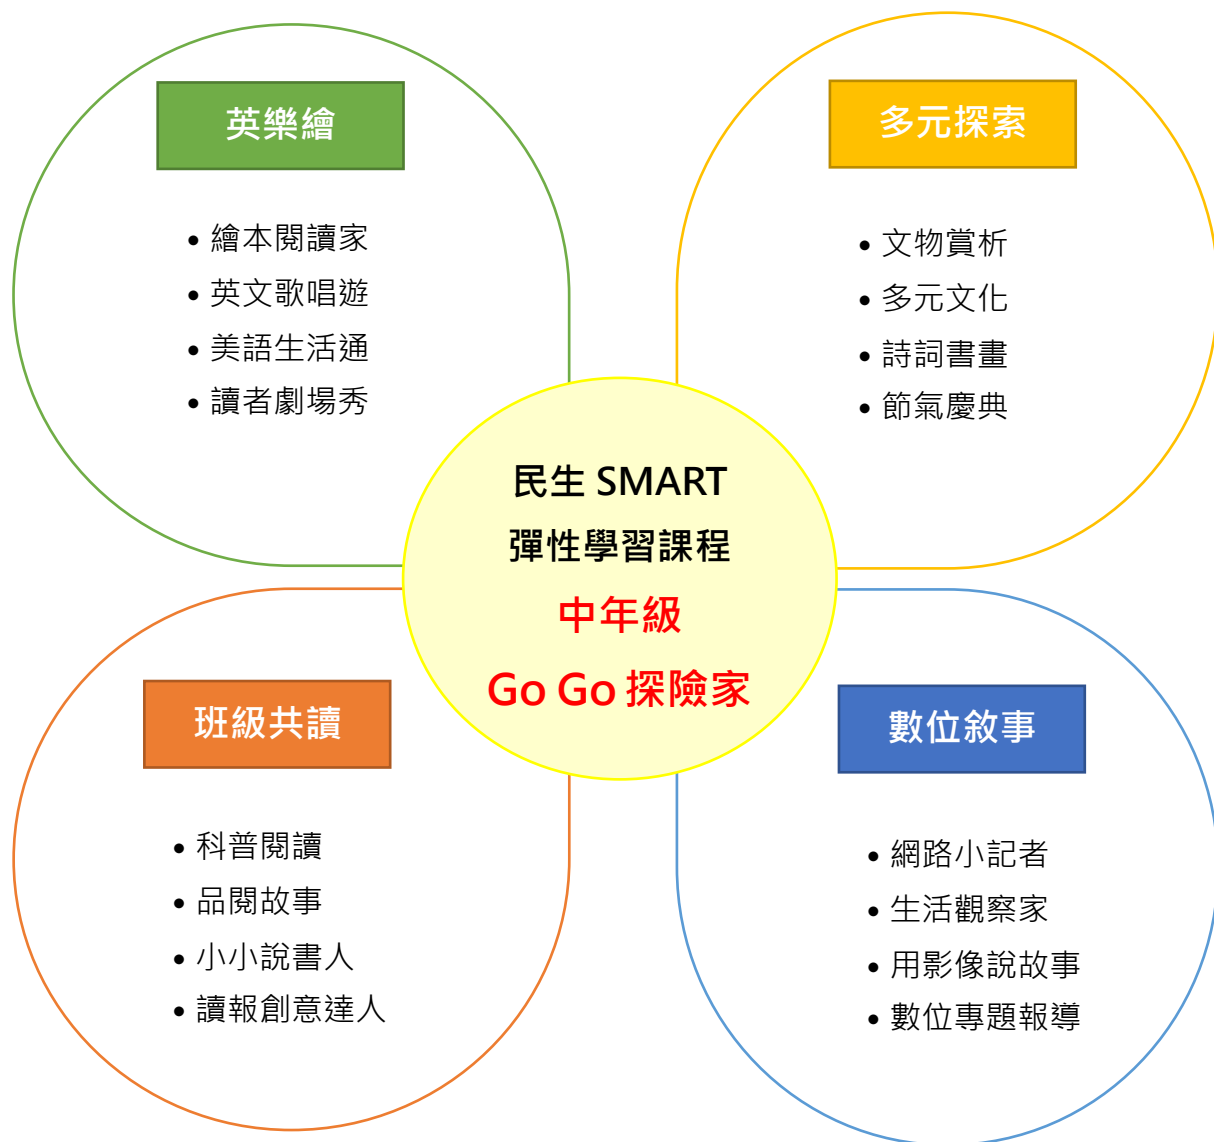 英樂繪
• 繪本閱讀家
• 英文歌唱遊
• 美語生活通
• 讀者劇場秀
多元探索
• 文物賞析
• 多元文化
• 詩詞書畫
• 節氣慶典
民生 SMART
彈性學習課程
中年級
Go Go 探險家
班級共讀
• 科普閱讀
• 品閱故事
• 小小說書人
• 讀報創意達人
數位敘事
• 網路小記者
• 生活觀察家
• 用影像說故事
• 數位專題報導